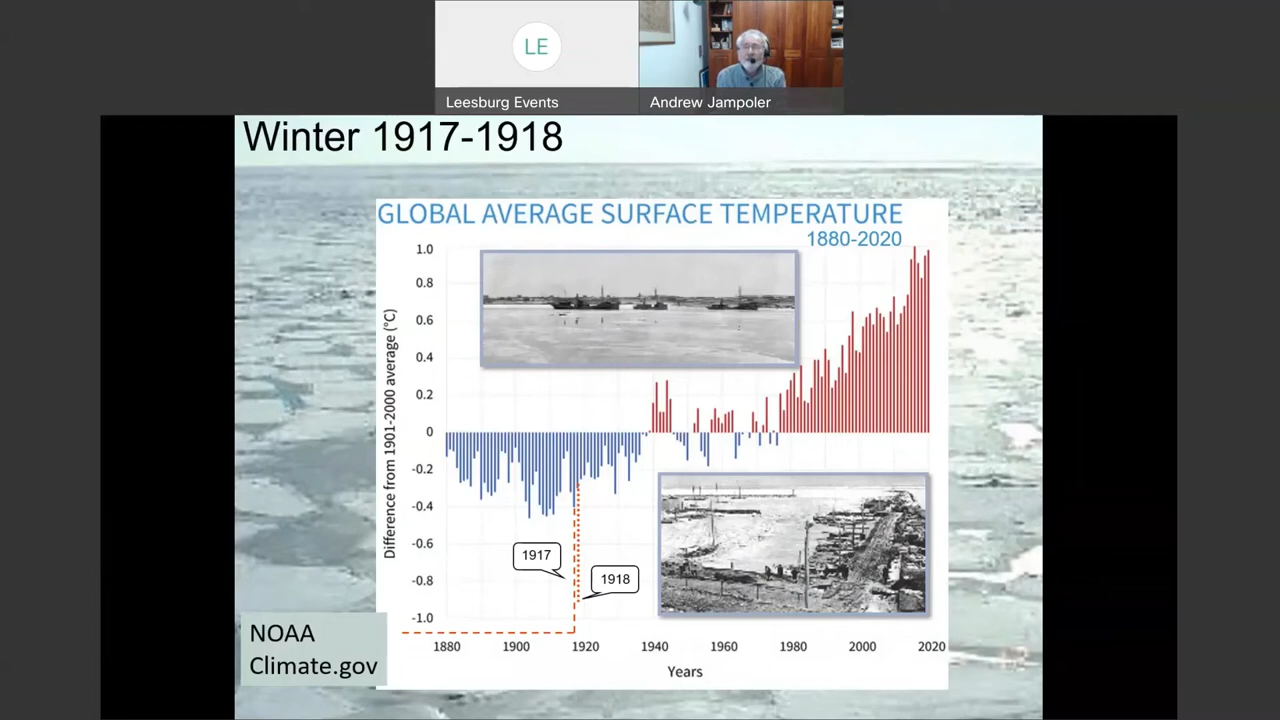 LE
Leesburg Events
Andrew Jampoler
Winter 1917-1918
GLOBAL AVERAGE SURFACE TEMPERATURE
1880-2020
Difference from 1901-2000 average (°C)
1.0
0.8
0.6
0.4
0.2
0
-0.2
-0.4
-0.6
-0.8
-1.0
1917
1918
1880 1900 1920 1940 1960 1980 2000 2020
Years
NOAA
Climate.gov